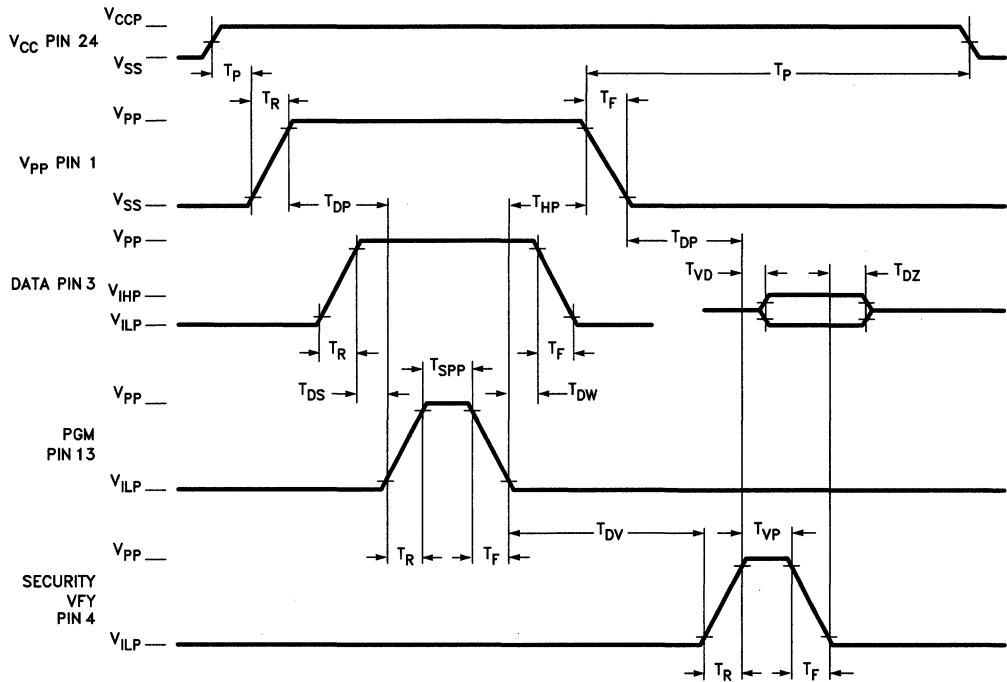 V_CCP
V_CC PIN 24
V_SS
T_P
T_P
T_R
T_F
V_PP
V_PP PIN 1
V_SS
T_DP
T_HP
V_PP
T_DP
T_VD
T_DZ
DATA PIN 3
V_IHP
V_ILP
T_R
T_SPP
T_F
T_DS
T_DW
V_PP
PGM
PIN 13
V_ILP
T_DV
T_VP
V_PP
T_R
T_F
SECURITY
VFY
PIN 4
V_ILP
T_R
T_F